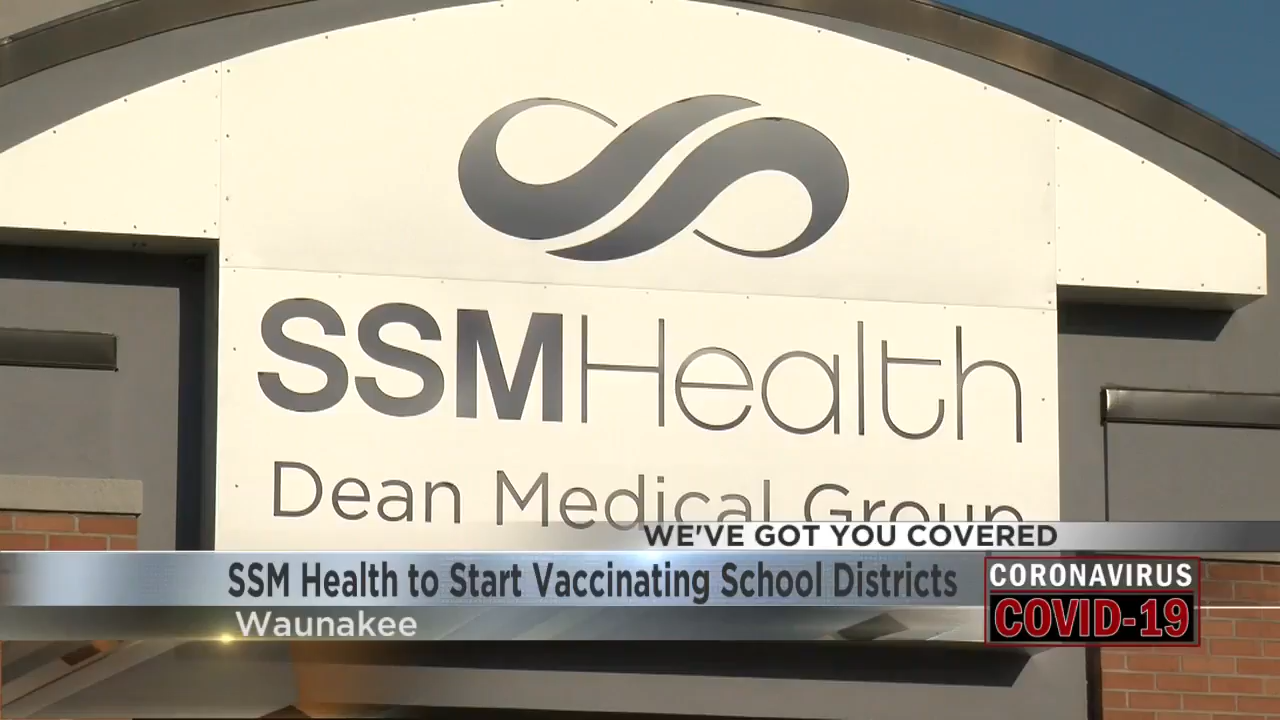 SSMHealth
Dean Medical Group
WE'VE GOT YOU COVERED
SSM Health to Start Vaccinating School Districts
Waunakee
CORONAVIRUS
COVID-19